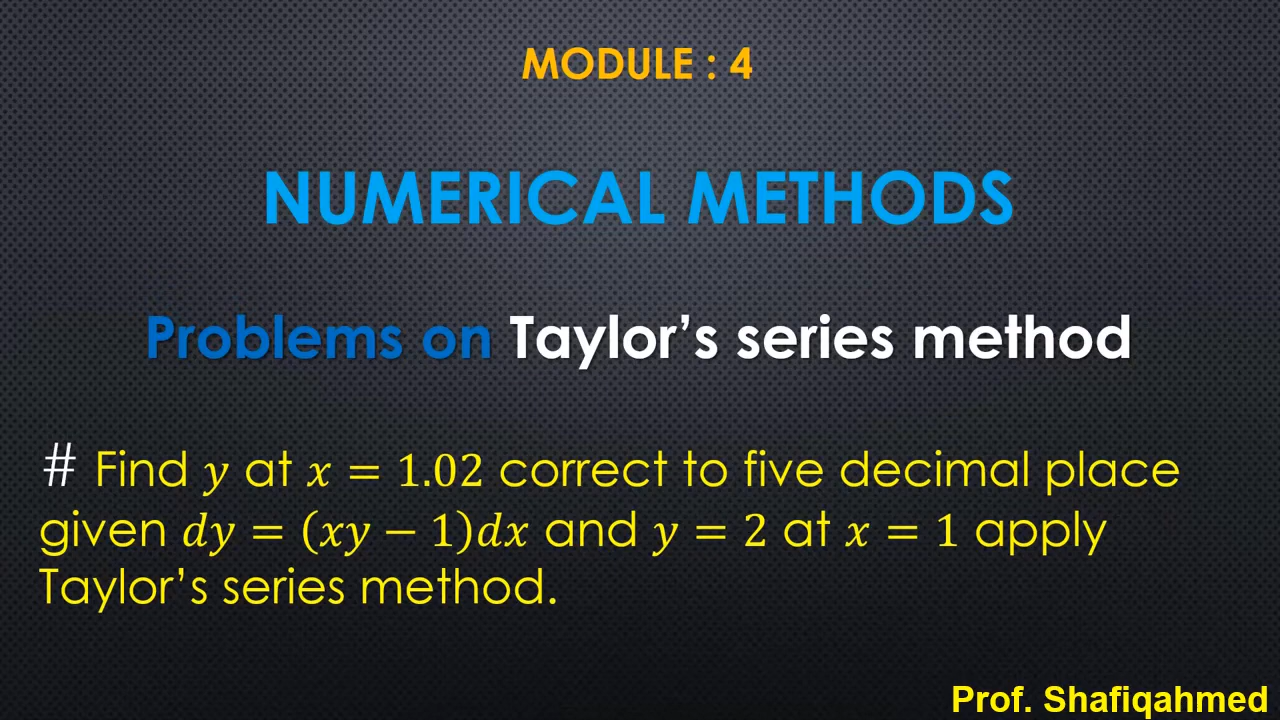 MODULE : 4
NUMERICAL METHODS
Problems on Taylor’s series method
# Find 𝑦 at 𝑥 = 1.02 correct to five decimal place
given 𝑑𝑦 = (𝑥𝑦 − 1)𝑑𝑥 and 𝑦 = 2 at 𝑥 = 1 apply
Taylor’s series method.
Prof. Shafiqahmed